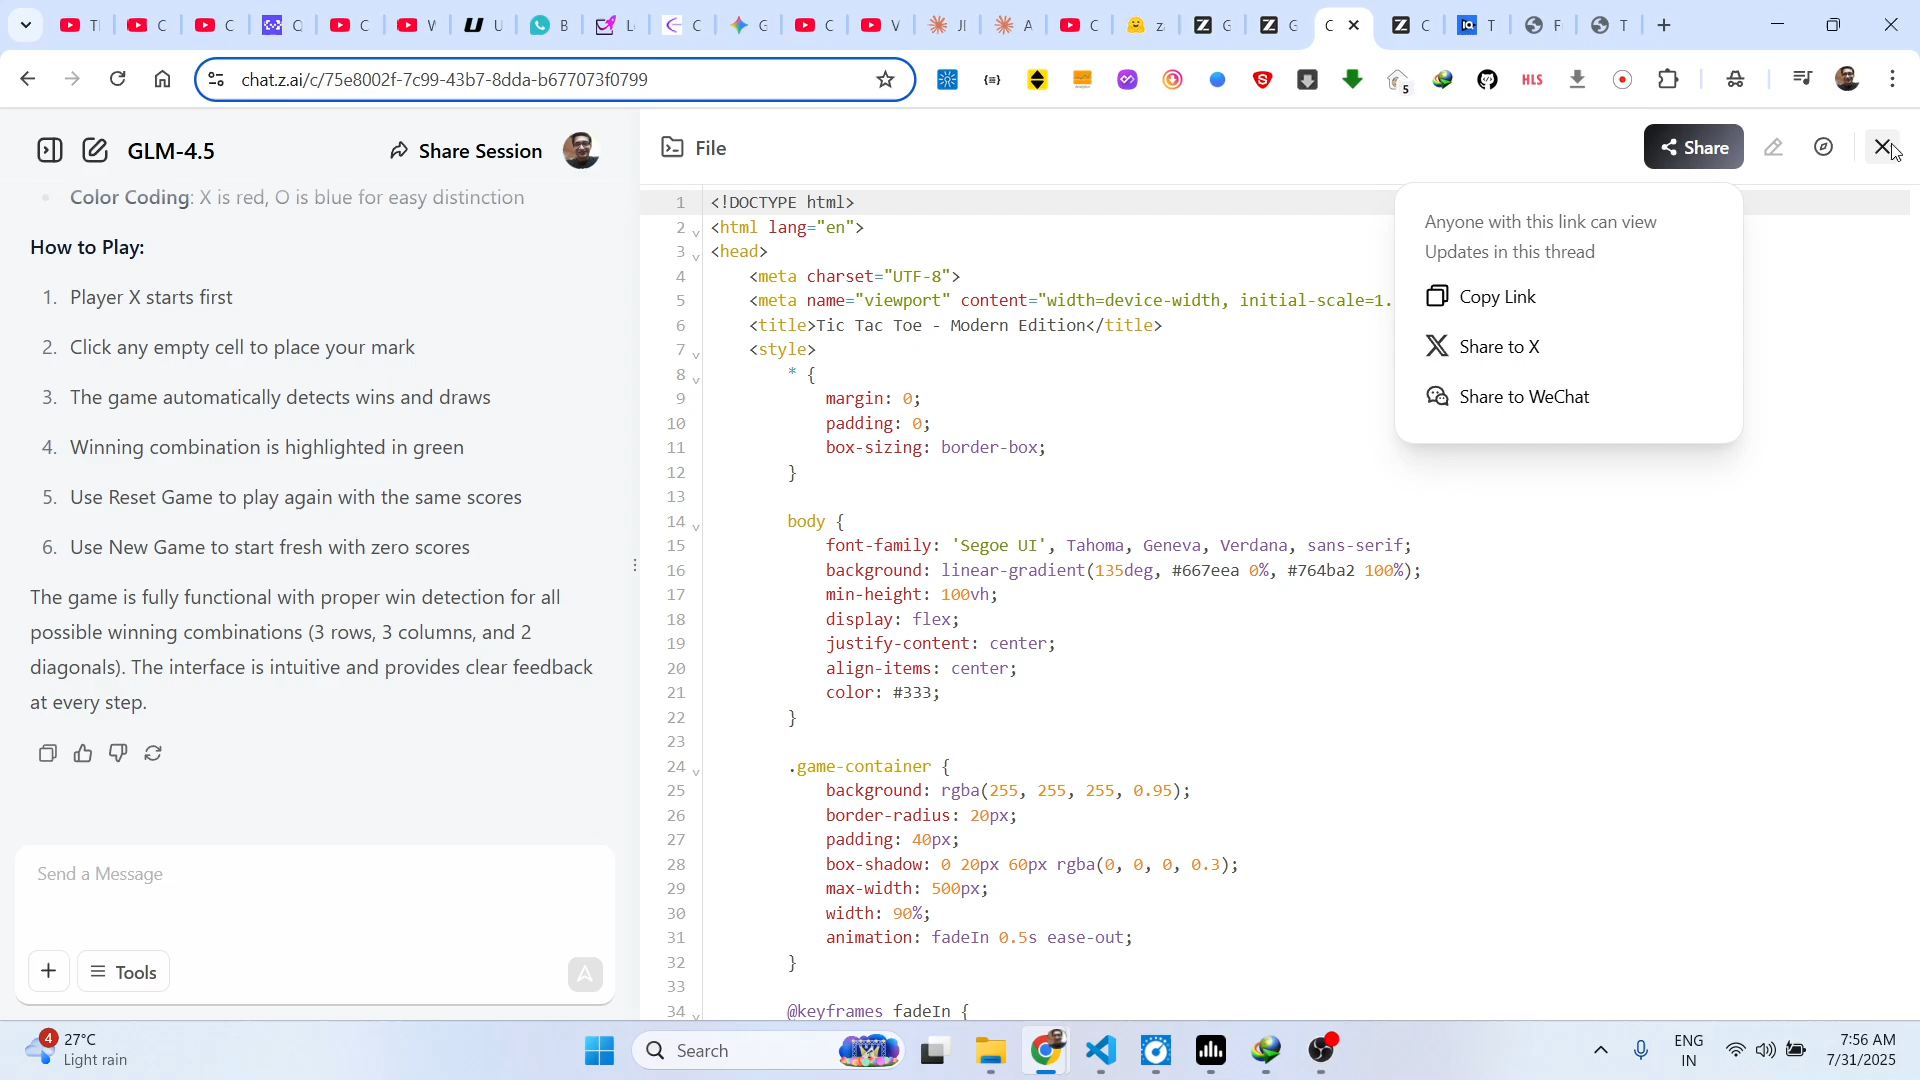 TI
C
C
Q
C
W
U
B
L
C
G
C
V
JI
A
C
z
G
G
C
C
T
F
T
chat.z.ai/c/75e8002f-7c99-43b7-8dda-b677073f0799
5
HLS
GLM-4.5
Share Session
Color Coding: X is red, O is blue for easy distinction
How to Play:
1. Player X starts first
2. Click any empty cell to place your mark
3. The game automatically detects wins and draws
4. Winning combination is highlighted in green
5. Use Reset Game to play again with the same scores
6. Use New Game to start fresh with zero scores
The game is fully functional with proper win detection for all
possible winning combinations (3 rows, 3 columns, and 2
diagonals). The interface is intuitive and provides clear feedback
at every step.
Send a Message
Tools
File
Share
1 <!DOCTYPE html>
2 <html lang="en">
3 <head>
4 <meta charset="UTF-8">
5 <meta name="viewport" content="width=device-width, initial-scale=1.
6 <title>Tic Tac Toe - Modern Edition</title>
7 <style>
8 * {
9 margin: 0;
10 padding: 0;
11 box-sizing: border-box;
12 }
13
14 body {
15 font-family: 'Segoe UI', Tahoma, Geneva, Verdana, sans-serif;
16 background: linear-gradient(135deg, #667eea 0%, #764ba2 100%);
17 min-height: 100vh;
18 display: flex;
19 justify-content: center;
20 align-items: center;
21 color: #333;
22 }
23
24 .game-container {
25 background: rgba(255, 255, 255, 0.95);
26 border-radius: 20px;
27 padding: 40px;
28 box-shadow: 0 20px 60px rgba(0, 0, 0, 0.3);
29 max-width: 500px;
30 width: 90%;
31 animation: fadeIn 0.5s ease-out;
32 }
33
34 @keyframes fadeIn {
Anyone with this link can view
Updates in this thread
Copy Link
Share to X
Share to WeChat
4
27°C
Light rain
Search
ENG
IN
7:56 AM
7/31/2025